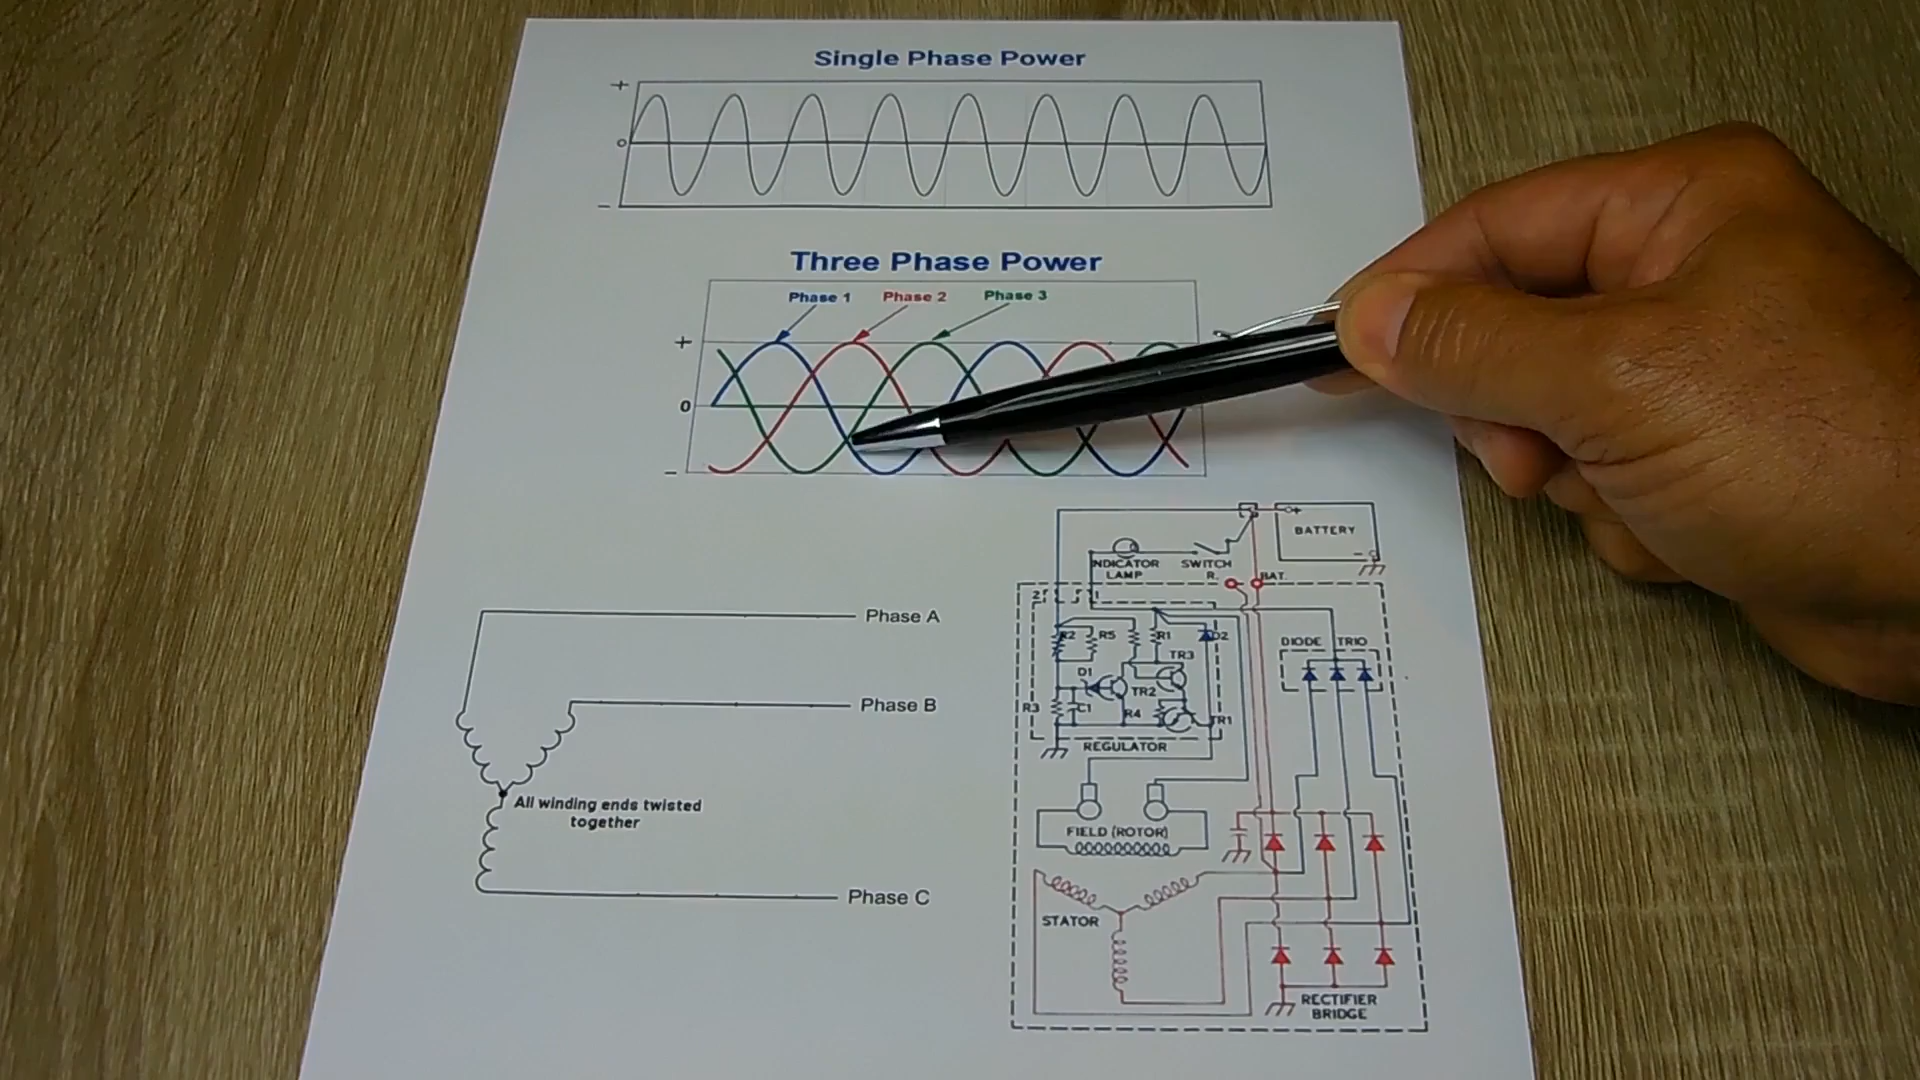 Single Phase Power
+
0
-
Three Phase Power
Phase 1 Phase 2 Phase 3
+
0
-
BATTERY
+
-
INDICATOR LAMP
SWITCH
R. BAT.
2 1
R2 R5 R1 D2
DIODE TRIO
TR3
D1
TR2
R3 C1 R4 TR1
REGULATOR
Phase A
Phase B
All winding ends twisted
together
Phase C
FIELD (ROTOR)
STATOR
RECTIFIER
BRIDGE